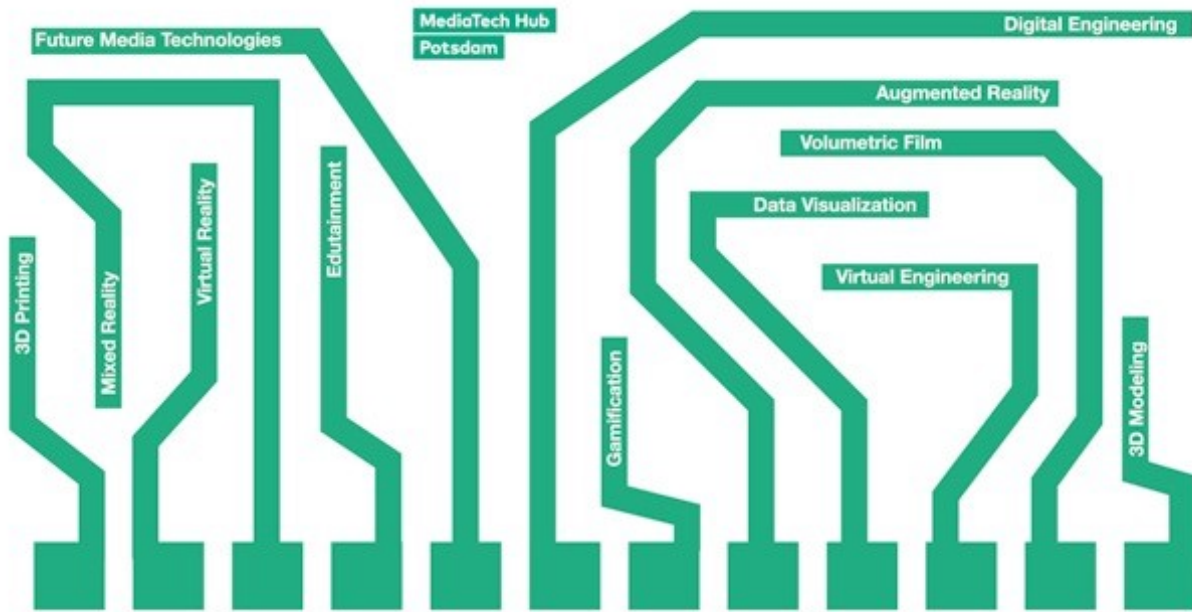 MediaTech Hub
Potsdam
Future Media Technologies
Digital Engineering
Augmented Reality
Volumetric Film
Data Visualization
Virtual Engineering
3D Printing
Mixed Reality
Virtual Reality
Edutainment
Gamification
3D Modeling